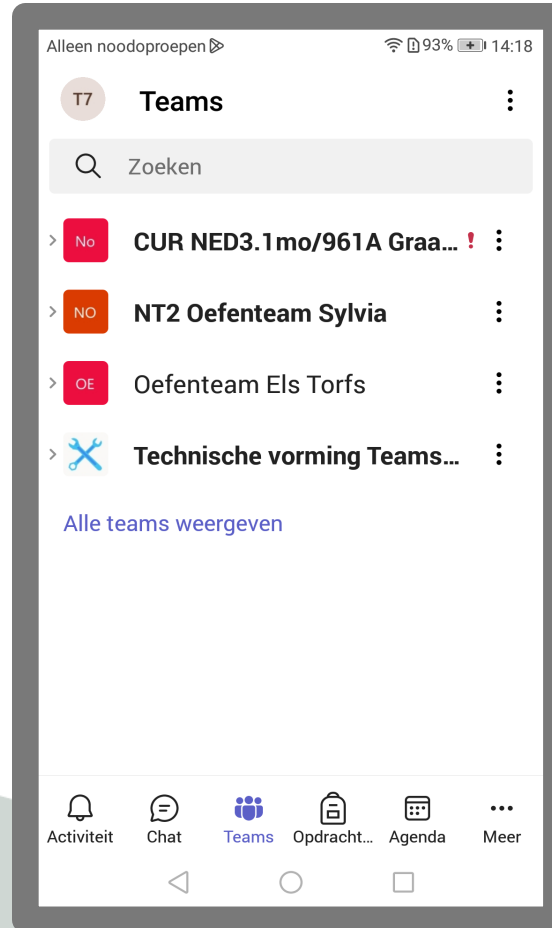 Alleen noodoproepen 93% 14:18
T7 Teams
Zoeken
No CUR NED3.1mo/961A Graa...
NO NT2 Oefenteam Sylvia
OE Oefenteam Els Torfs
Technische vorming Teams...
Alle teams weergeven
Activiteit Chat Teams Opdracht... Agenda Meer